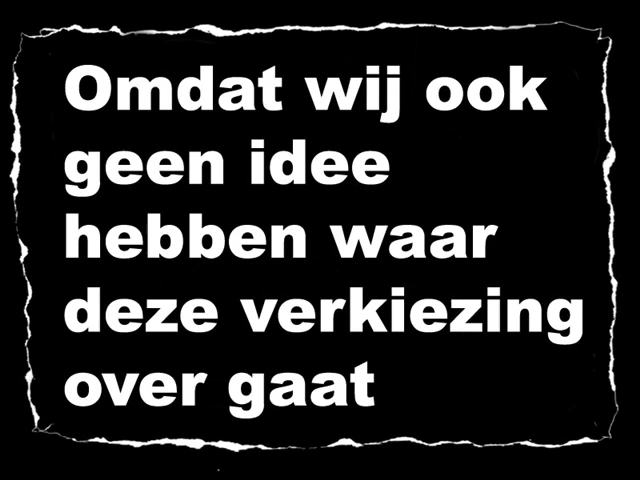 Omdat wij ook
geen idee
hebben waar
deze verkiezing
over gaat